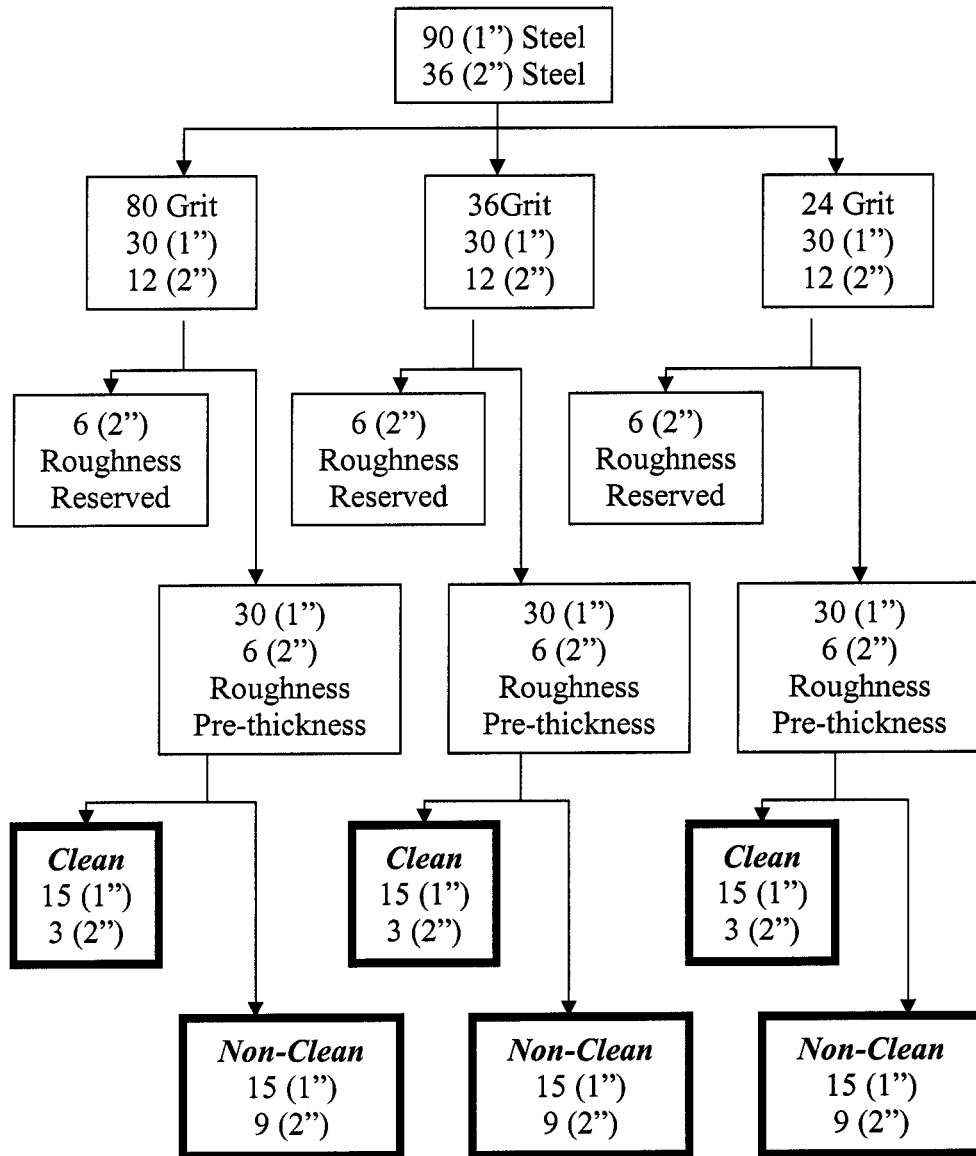 90 (1”) Steel
36 (2”) Steel
80 Grit
30 (1”)
12 (2”)
36Grit
30 (1”)
12 (2”)
24 Grit
30 (1”)
12 (2”)
6 (2”)
Roughness
Reserved
6 (2”)
Roughness
Reserved
6 (2”)
Roughness
Reserved
30 (1”)
6 (2”)
Roughness
Pre-thickness
30 (1”)
6 (2”)
Roughness
Pre-thickness
30 (1”)
6 (2”)
Roughness
Pre-thickness
Clean
15 (1”)
3 (2”)
Clean
15 (1”)
3 (2”)
Clean
15 (1”)
3 (2”)
Non-Clean
15 (1”)
9 (2”)
Non-Clean
15 (1”)
9 (2”)
Non-Clean
15 (1”)
9 (2”)